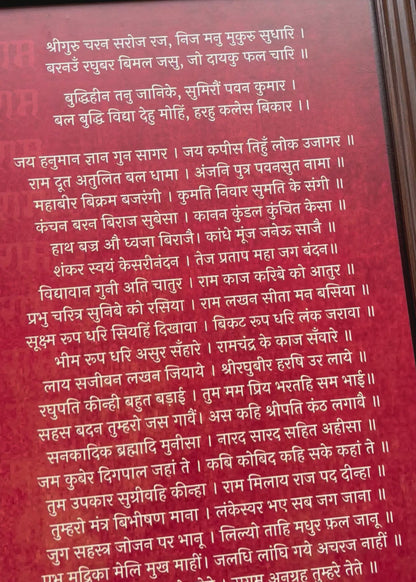 श्रीगुरु चरन सरोज रज, निज मनु मुकुरु सुधारि ।
बरनउँ रघुबर बिमल जसु, जो दायकु फल चारि ॥
बुद्धिहीन तनु जानिके, सुमिरौं पवन कुमार ।
बल बुद्धि विद्या देहु मोहिं, हरहु कलेस बिकार ।।
जय हनुमान ज्ञान गुन सागर । जय कपीस तिहुँ लोक उजागर ॥
राम दूत अतुलित बल धामा । अंजनि पुत्र पवनसुत नामा ॥
महाबीर बिक्रम बजरंगी । कुमति निवार सुमति के संगी ॥
कंचन बरन बिराज सुबेसा । कानन कुंडल कुंचित केसा ॥
हाथ बज्र औ ध्वजा बिराजै। कांधे मूंज जनेऊ साजै ॥
शंकर स्वयं केसरीनंदन । तेज प्रताप महा जग बंदन॥
विद्यावान गुनी अति चातुर । राम काज करिबे को आतुर ॥
प्रभु चरित्र सुनिबे को रसिया । राम लखन सीता मन बसिया ॥
सूक्ष्म रूप धरि सियहिं दिखावा । बिकट रूप धरि लंक जरावा ॥
भीम रूप धरि असुर सँहारे । रामचंद्र के काज सँवारे ॥
लाय सजीवन लखन जियाये । श्रीरघुबीर हरषि उर लाये ॥
रघुपति कीन्ही बहुत बड़ाई । तुम मम प्रिय भरतहि सम भाई॥
सहस बदन तुम्हरो जस गावैं। अस कहि श्रीपति कंठ लगावै ॥
सनकादिक ब्रह्मादि मुनीसा । नारद सारद सहित अहीसा ॥
जम कुबेर दिगपाल जहां ते । कबि कोबिद कहि सके कहां ते ॥
तुम उपकार सुग्रीवहि कीन्हा । राम मिलाय राज पद दीन्हा ॥
तुम्हरो मंत्र बिभीषण माना । लंकेस्वर भए सब जग जाना ॥
जुग सहस्त्र जोजन पर भानू । लिल्यो ताहि मधुर फ़ल जानू ॥
प्रभु मुद्रिका मेलि मुख माहीं। जलधि लांघि गये अचरज नाहीं ॥
अनुग्रह तुम्हरे तेते ॥